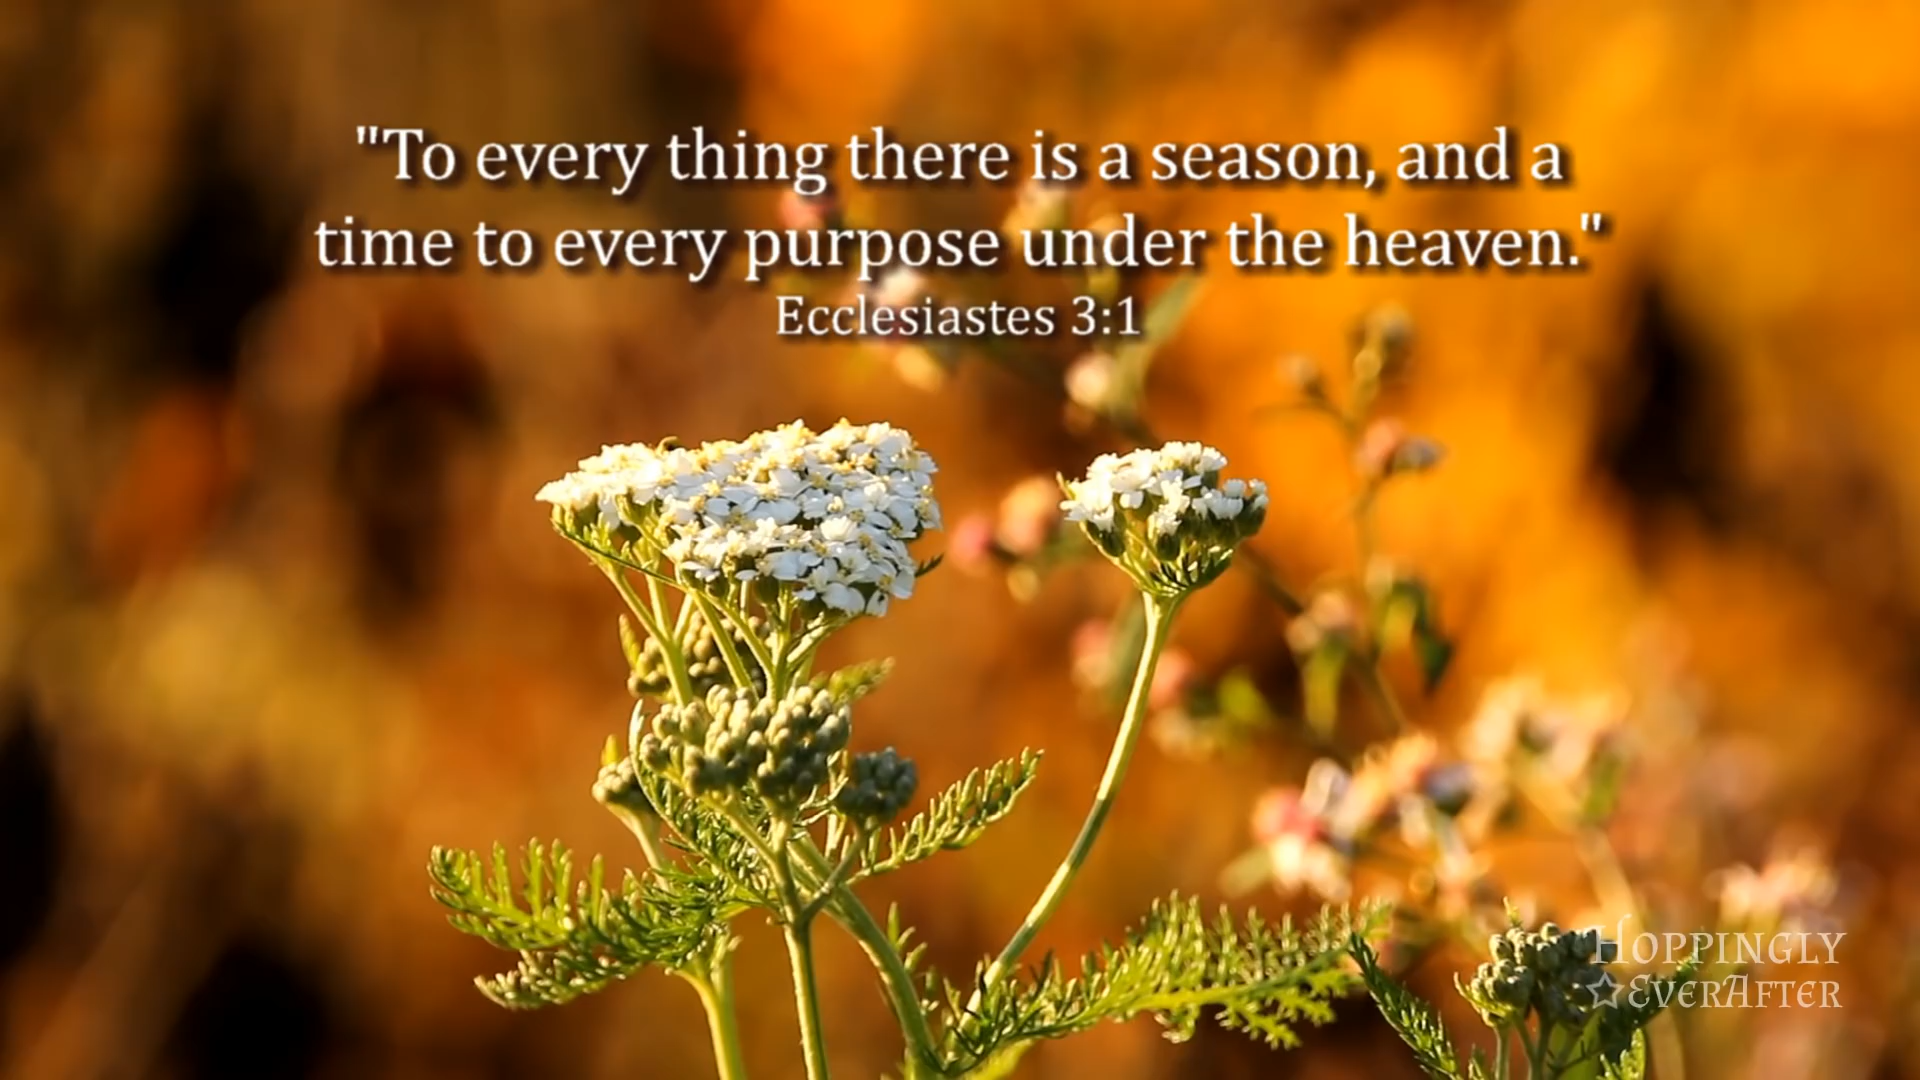 "To every thing there is a season, and a
time to every purpose under the heaven."
Ecclesiastes 3:1
HOPPINGLY
EVERAFTER